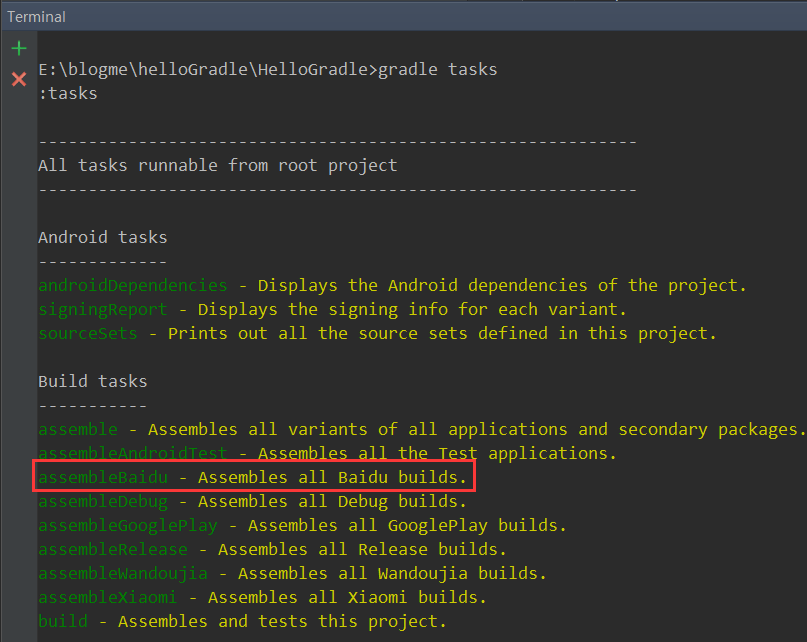 Terminal
E:\blogme\helloGradle\HelloGradle>gradle tasks
:tasks
------------------------------------------------------------
All tasks runnable from root project
------------------------------------------------------------
Android tasks
-------------
androidDependencies - Displays the Android dependencies of the project.
signingReport - Displays the signing info for each variant.
sourceSets - Prints out all the source sets defined in this project.
Build tasks
-----------
assemble - Assembles all variants of all applications and secondary packages.
assembleAndroidTest - Assembles all the Test applications.
assembleBaidu - Assembles all Baidu builds.
assembleDebug - Assembles all Debug builds.
assembleGooglePlay - Assembles all GooglePlay builds.
assembleRelease - Assembles all Release builds.
assembleWandoujia - Assembles all Wandoujia builds.
assembleXiaomi - Assembles all Xiaomi builds.
build - Assembles and tests this project.